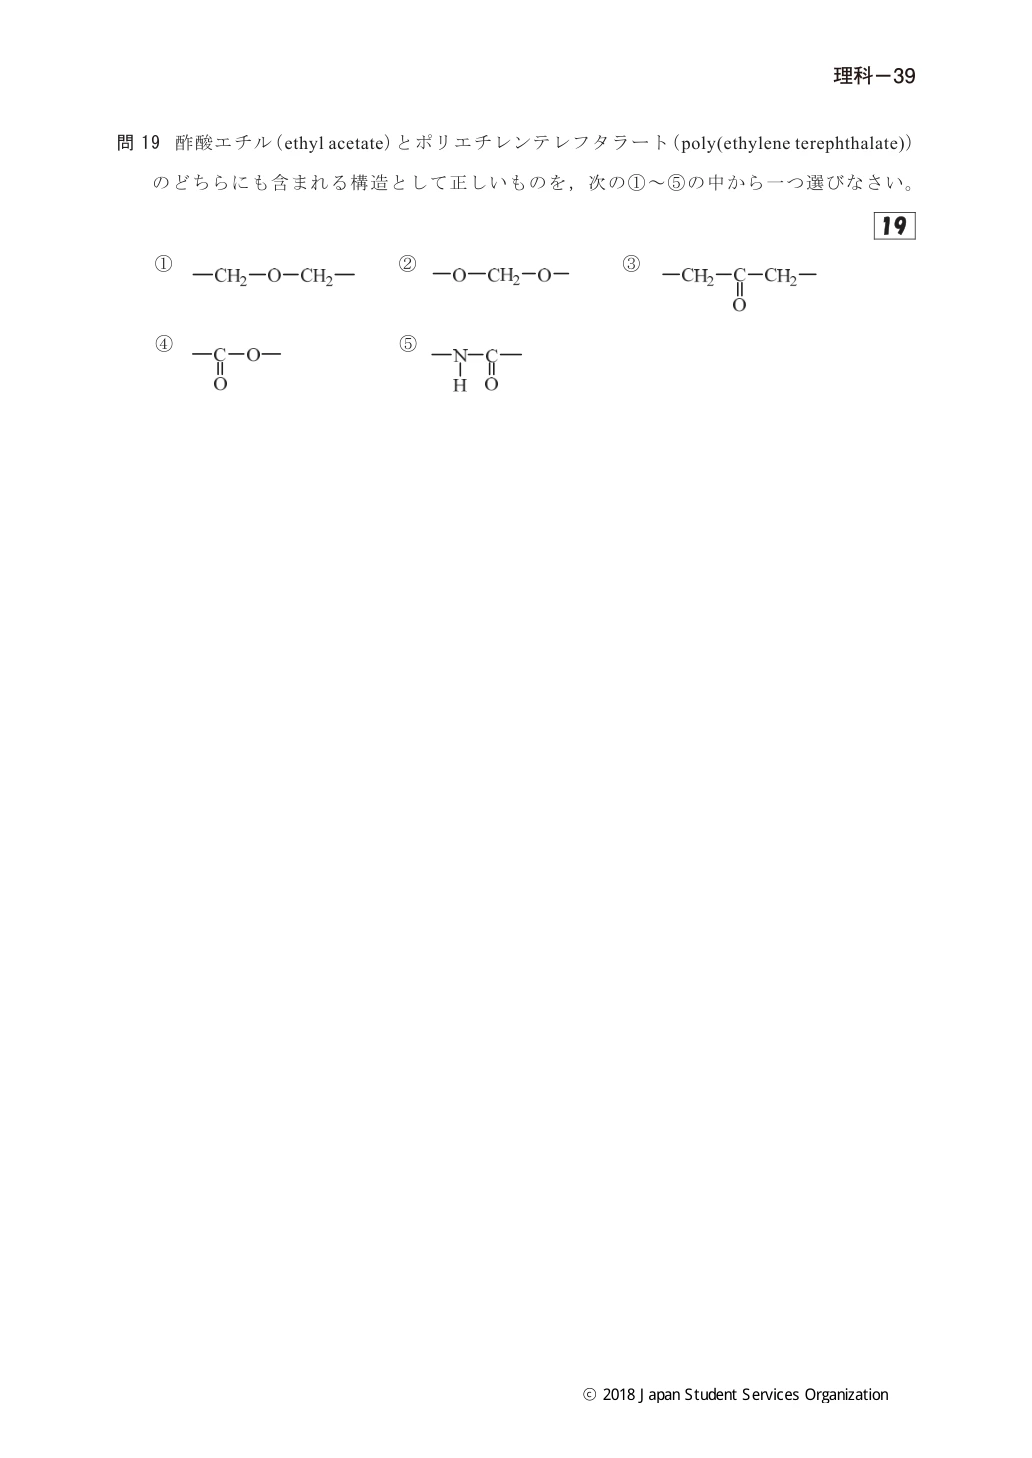 理科－39
問 19 酢酸エチル（ethyl acetate）とポリエチレンテレフタラート（poly(ethylene terephthalate)）
のどちらにも含まれる構造として正しいものを，次の①～⑤の中から一つ選びなさい。
19
① －CH2－O－CH2－ ② －O－CH2－O－ ③ －CH2－C－CH2－
O
④ －C－O－ ⑤ －N－C－
O H O
© 2018 Japan Student Services Organization